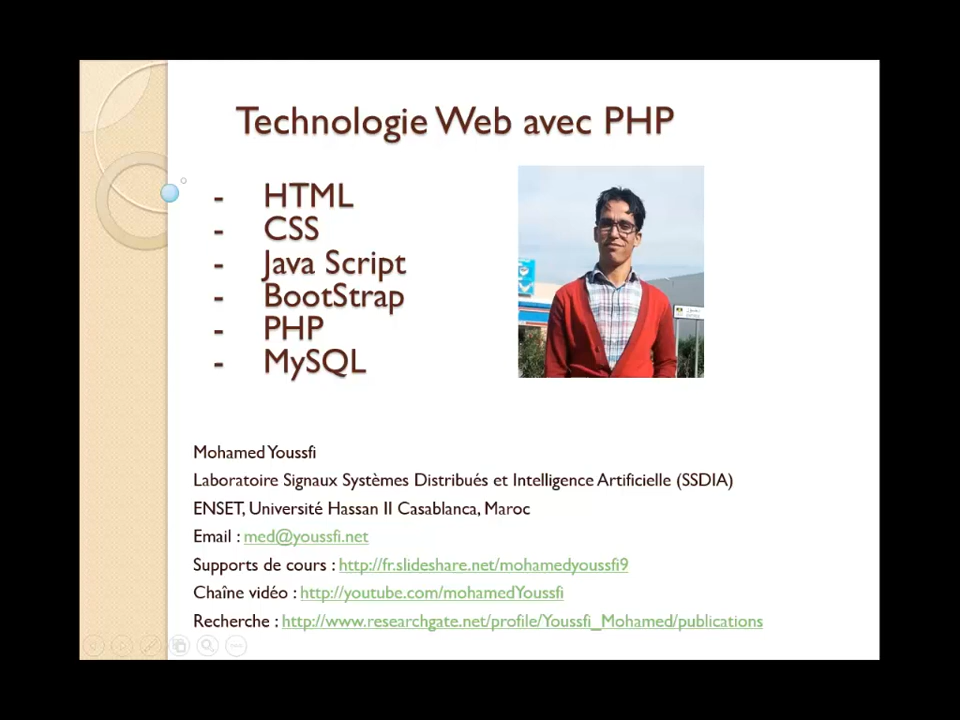 Technologie Web avec PHP
- HTML
- CSS
- Java Script
- BootStrap
- PHP
- MySQL
Mohamed Youssfi
Laboratoire Signaux Systèmes Distribués et Intelligence Artificielle (SSDIA)
ENSET, Université Hassan II Casablanca, Maroc
Email : med@youssfi.net
Supports de cours : http://fr.slideshare.net/mohamedyoussfi9
Chaîne vidéo : http://youtube.com/mohamedYoussfi
Recherche : http://www.researchgate.net/profile/Youssfi_Mohamed/publications